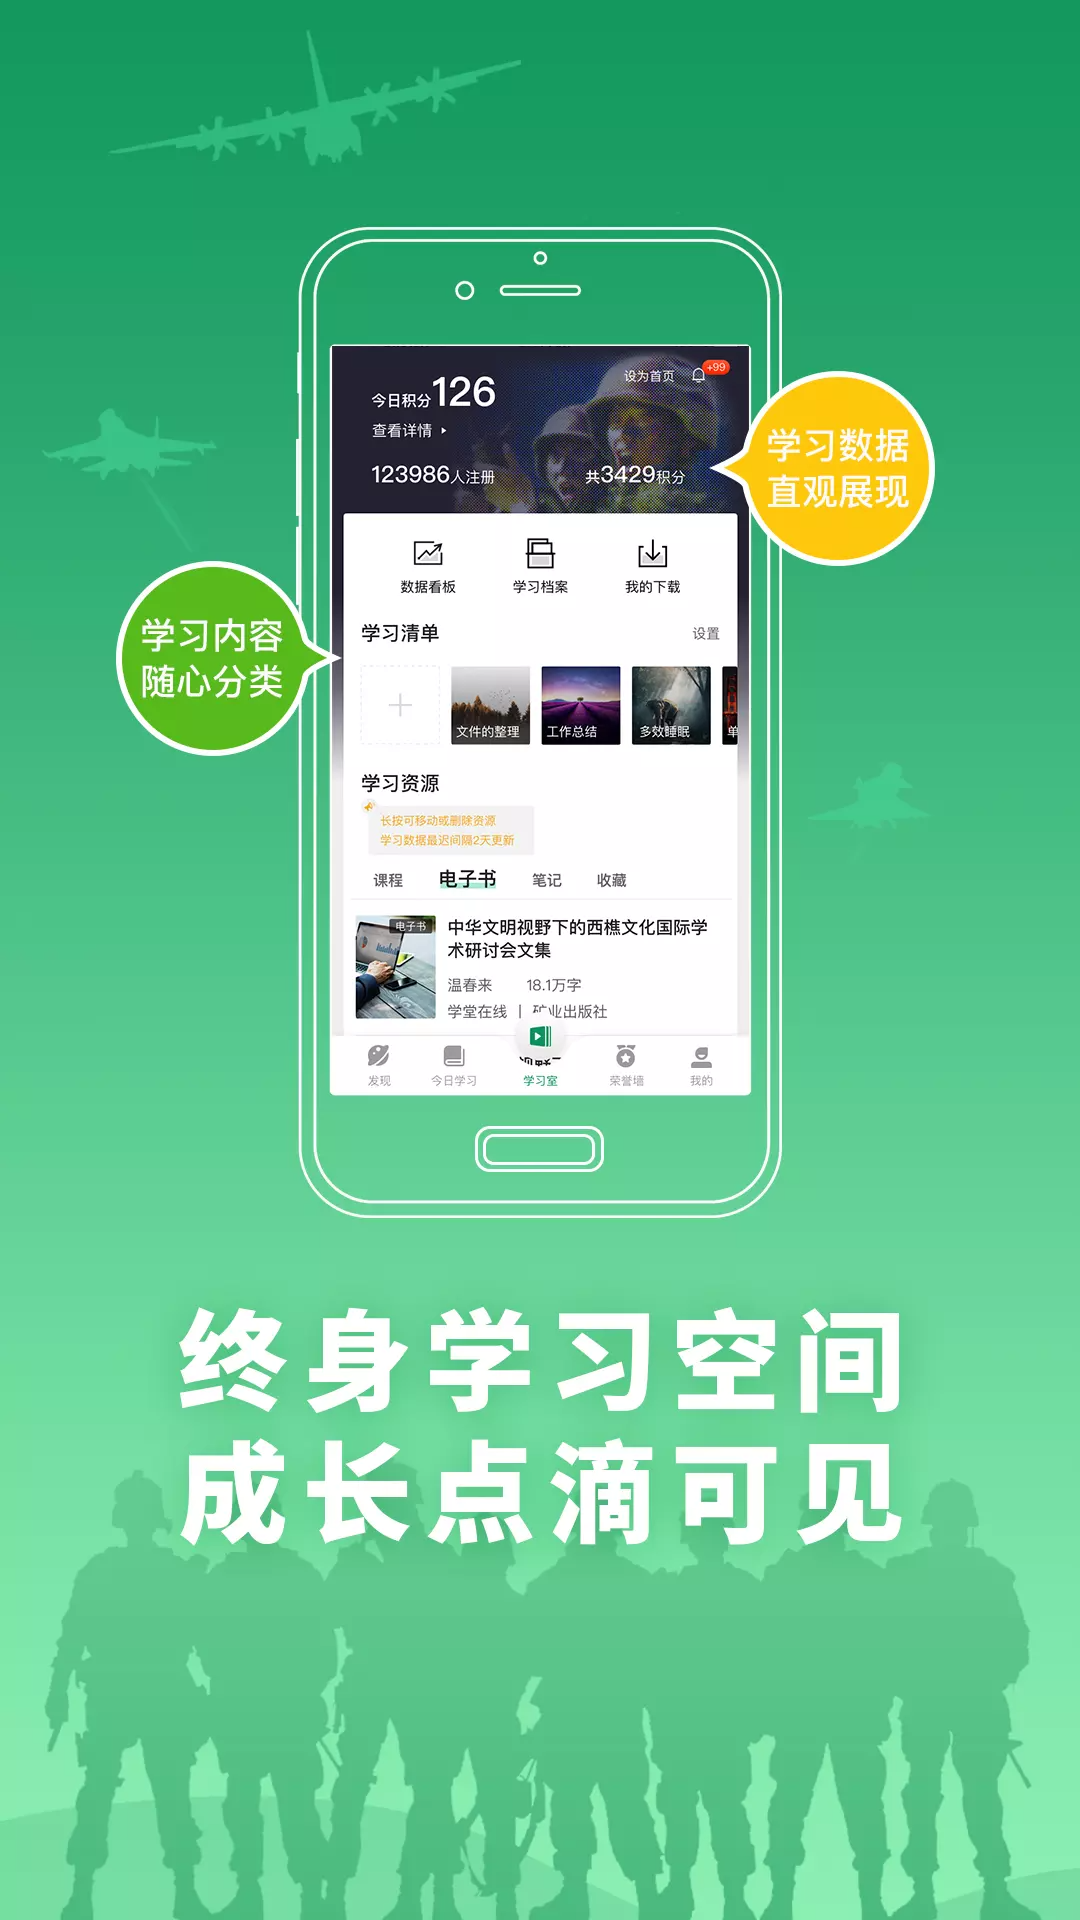 设为首页
+99
今日积分126
查看详情
123986人注册
共3429积分
学习数据
直观展现
数据看板
学习档案
我的下载
学习内容
随心分类
学习清单
设置
文件的整理
工作总结
多效睡眠
单
学习资源
长按可移动或删除资源
学习数据最迟间隔2天更新
课程
电子书
笔记
收藏
电子书
中华文明视野下的西樵文化国际学
术研讨会文集
温春来 18.1万字
学堂在线 | 矿业出版社
发现
今日学习
学习室
荣誉墙
我的
终身学习空间
成长点滴可见